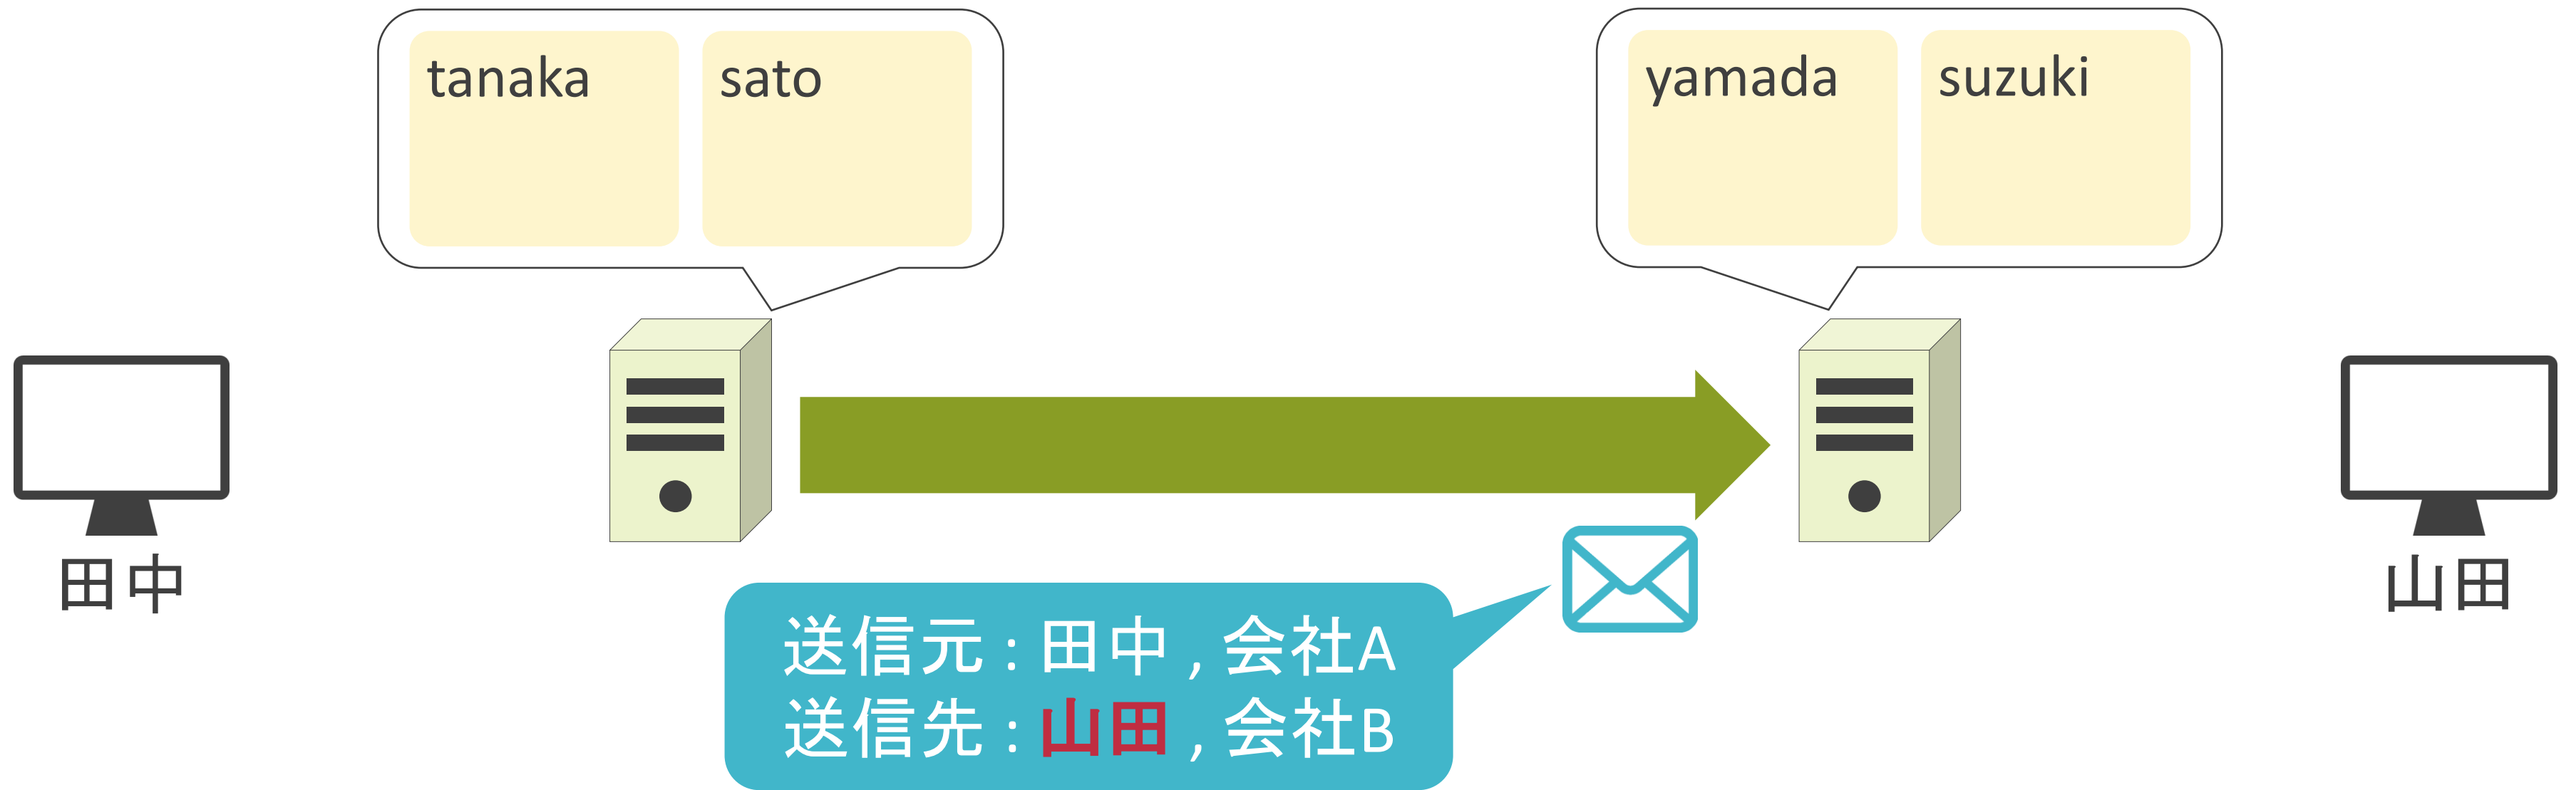 tanaka
sato
yamada
suzuki
田中
山田
送信元 : 田中 , 会社A
送信先 : 山田 , 会社B